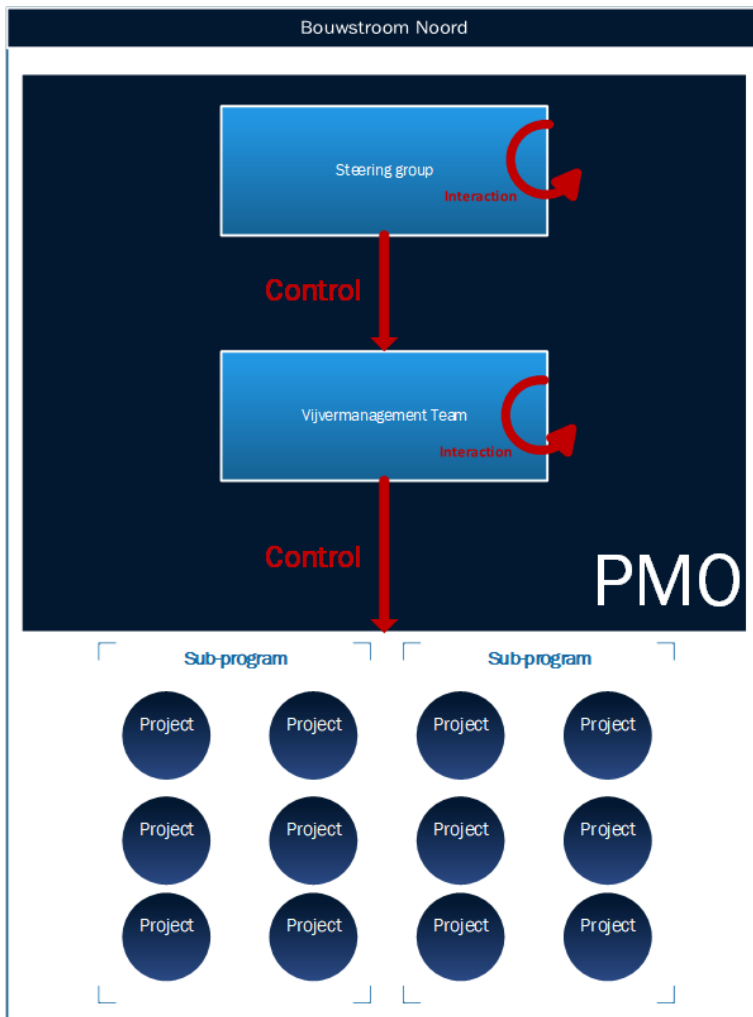 Bouwstroom Noord
Steering group
Interaction
Control
Vijvermanagement Team
Interaction
Control
PMO
Sub-program Sub-program
Project Project Project Project
Project Project Project Project
Project Project Project Project